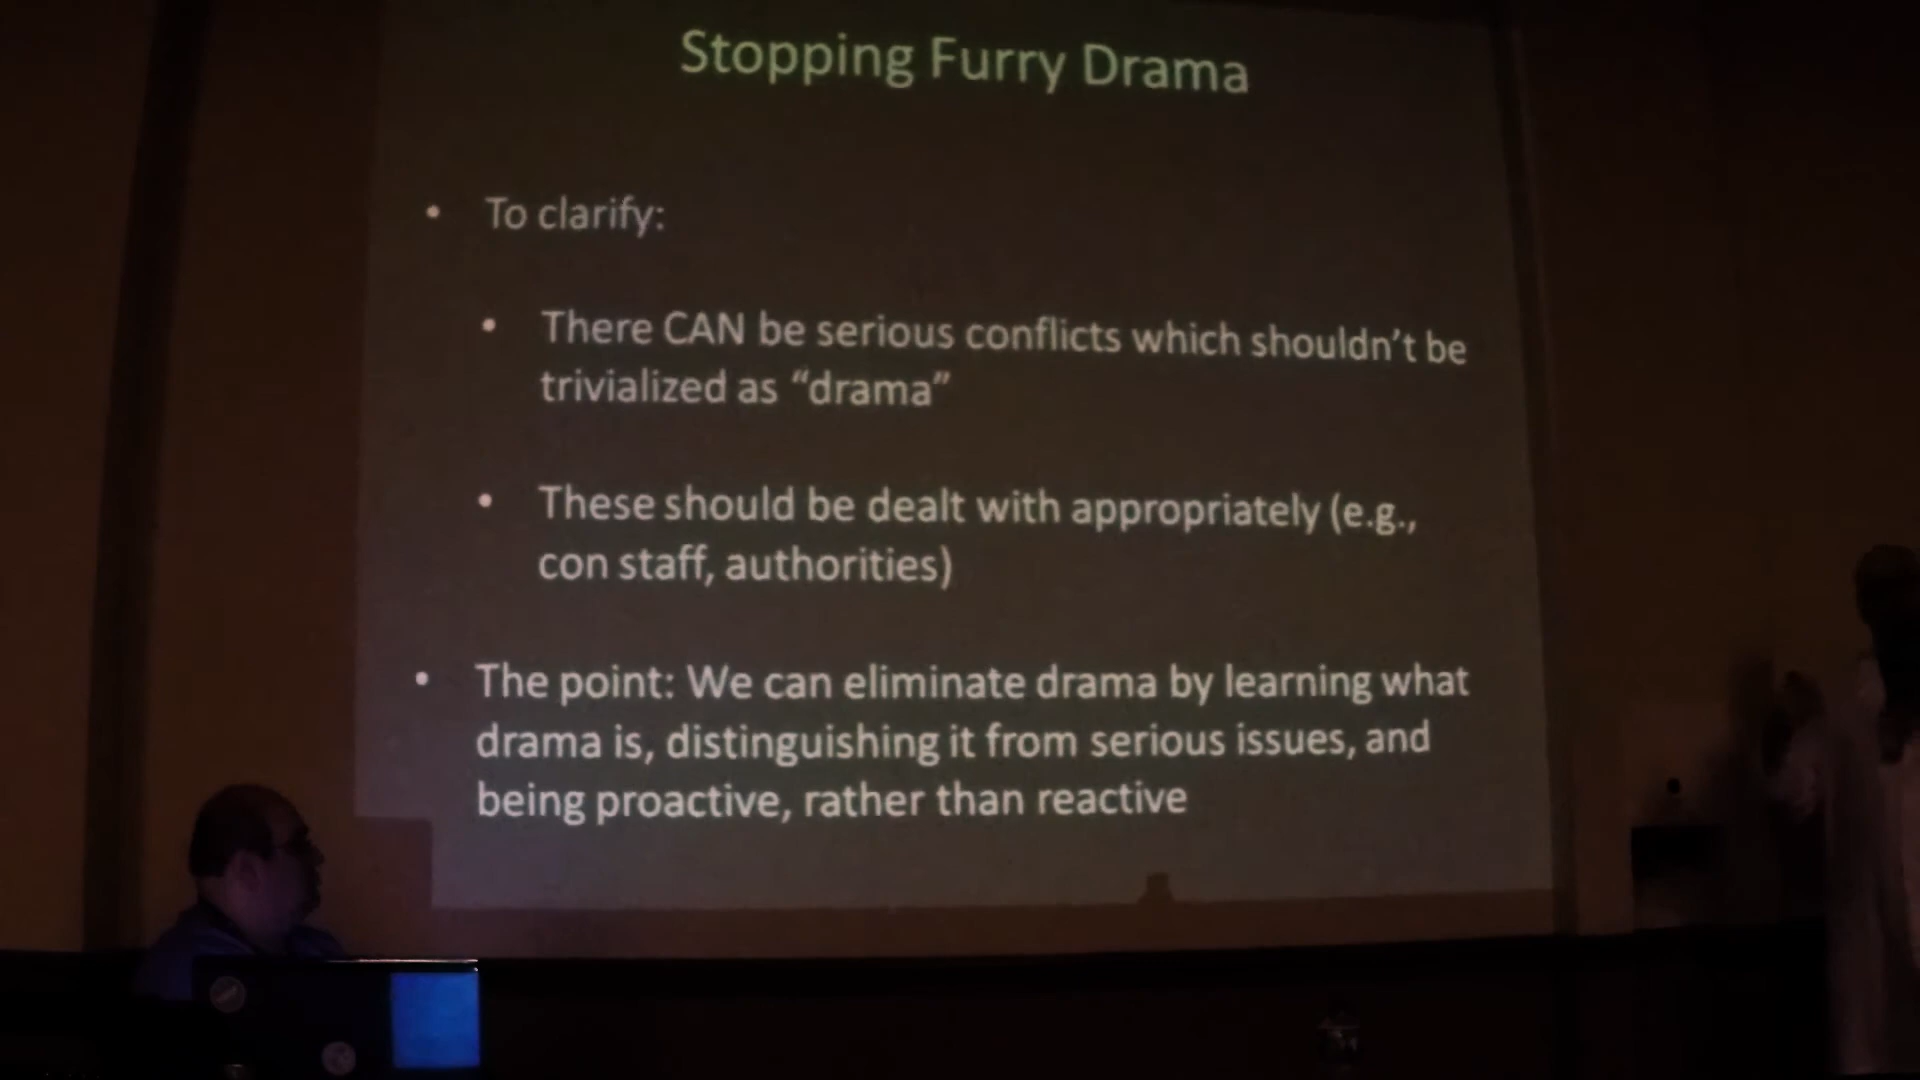 Stopping Furry Drama
• To clarify:
• There CAN be serious conflicts which shouldn't be
trivialized as “drama”
• These should be dealt with appropriately (e.g.,
con staff, authorities)
• The point: We can eliminate drama by learning what
drama is, distinguishing it from serious issues, and
being proactive, rather than reactive